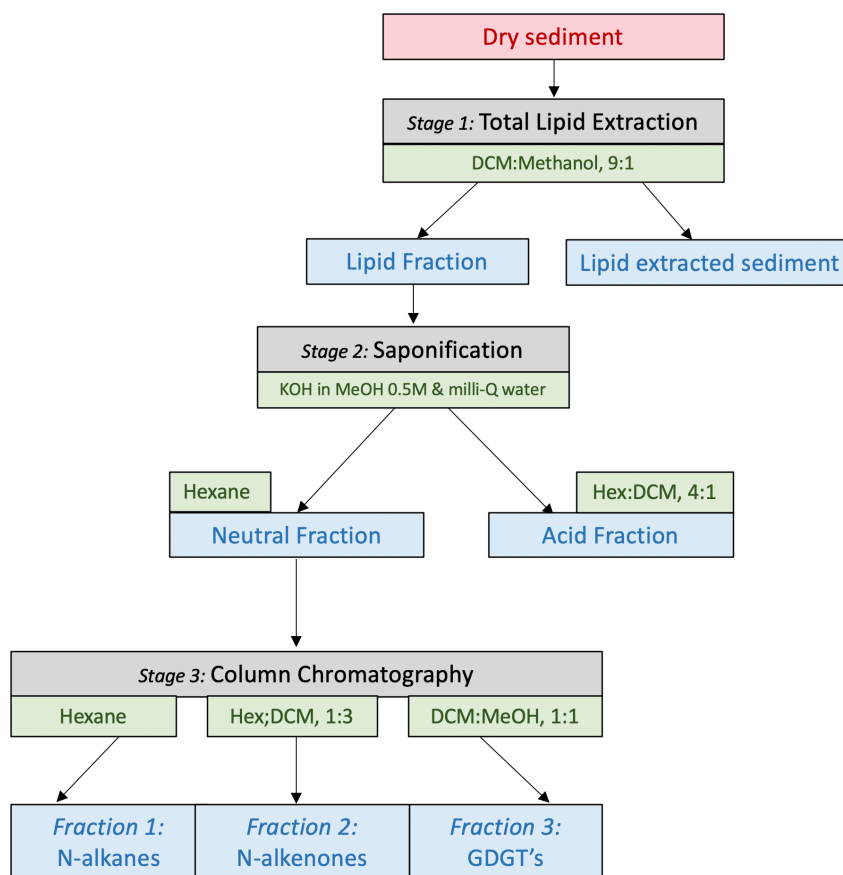 Dry sediment
Stage 1: Total Lipid Extraction
DCM:Methanol, 9:1
Lipid Fraction
Lipid extracted sediment
Stage 2: Saponification
KOH in MeOH 0.5M & milli-Q water
Hexane
Hex:DCM, 4:1
Neutral Fraction
Acid Fraction
Stage 3: Column Chromatography
Hexane
Hex;DCM, 1:3
DCM:MeOH, 1:1
Fraction 1:
N-alkanes
Fraction 2:
N-alkenones
Fraction 3:
GDGT’s